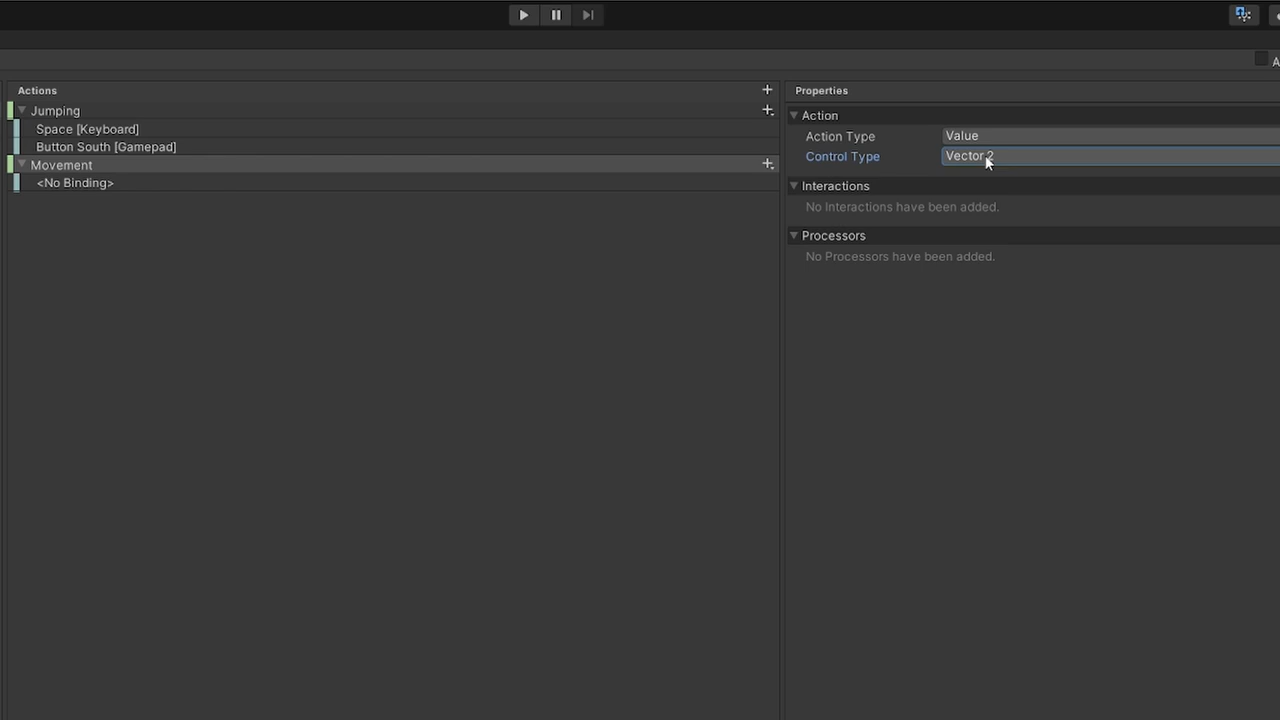 A
Actions
Jumping
Space [Keyboard]
Button South [Gamepad]
Movement
<No Binding>
Properties
Action
Action Type Value
Control Type Vector 2
Interactions
No Interactions have been added.
Processors
No Processors have been added.